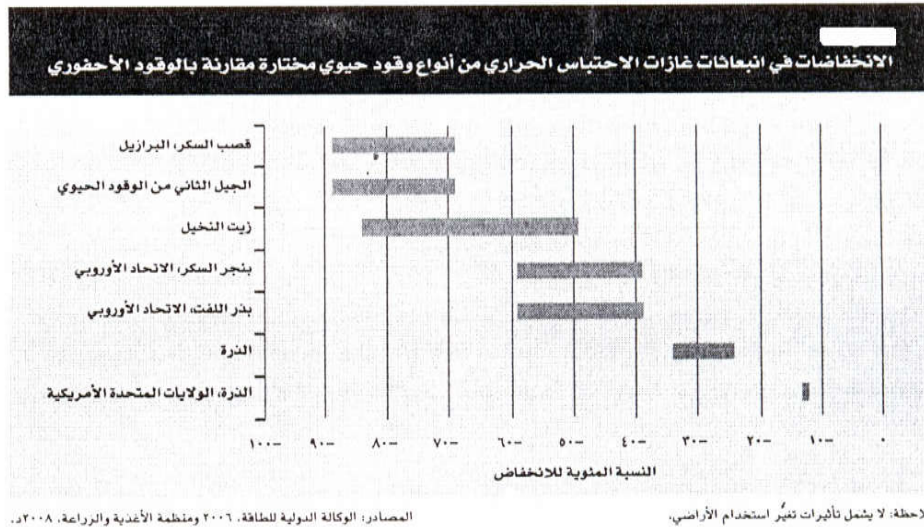 الانخفاضات في انبعاثات غازات الاحتباس الحراري من أنواع وقود حيوي مختارة مقارنة بالوقود الأحفوري
قصب السكر، البرازيل
الجيل الثاني من الوقود الحيوي
زيت النخيل
بنجر السكر، الاتحاد الأوروبي
بذر اللفت، الاتحاد الأوروبي
الذرة
الذرة، الولايات المتحدة الأمريكية
١٠٠- ٩٠- ٨٠- ٧٠- ٦٠- ٥٠- ٤٠- ٣٠- ٢٠- ١٠- ٠
النسبة المئوية للانخفاض
لاحظة: لا يشمل تأثيرات تغيُّر استخدام الأراضي.
المصادر: الوكالة الدولية للطاقة، ٢٠٠٦ ومنظمة الأغذية والزراعة، ٢٠٠٨د.